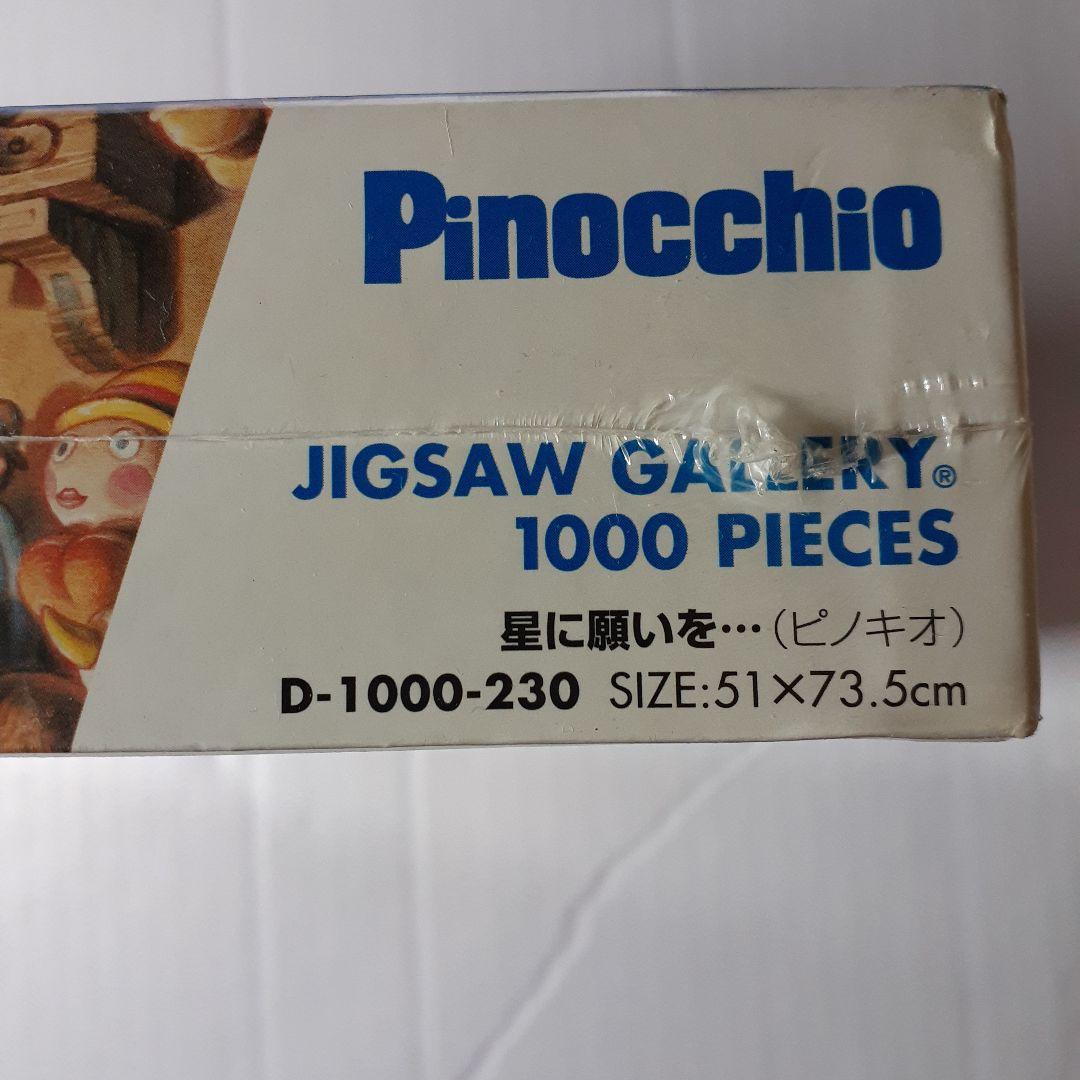 Pinocchio
JIGSAW GALLERY®
1000 PIECES
星に願いを…（ピノキオ）
D-1000-230 SIZE:51×73.5cm